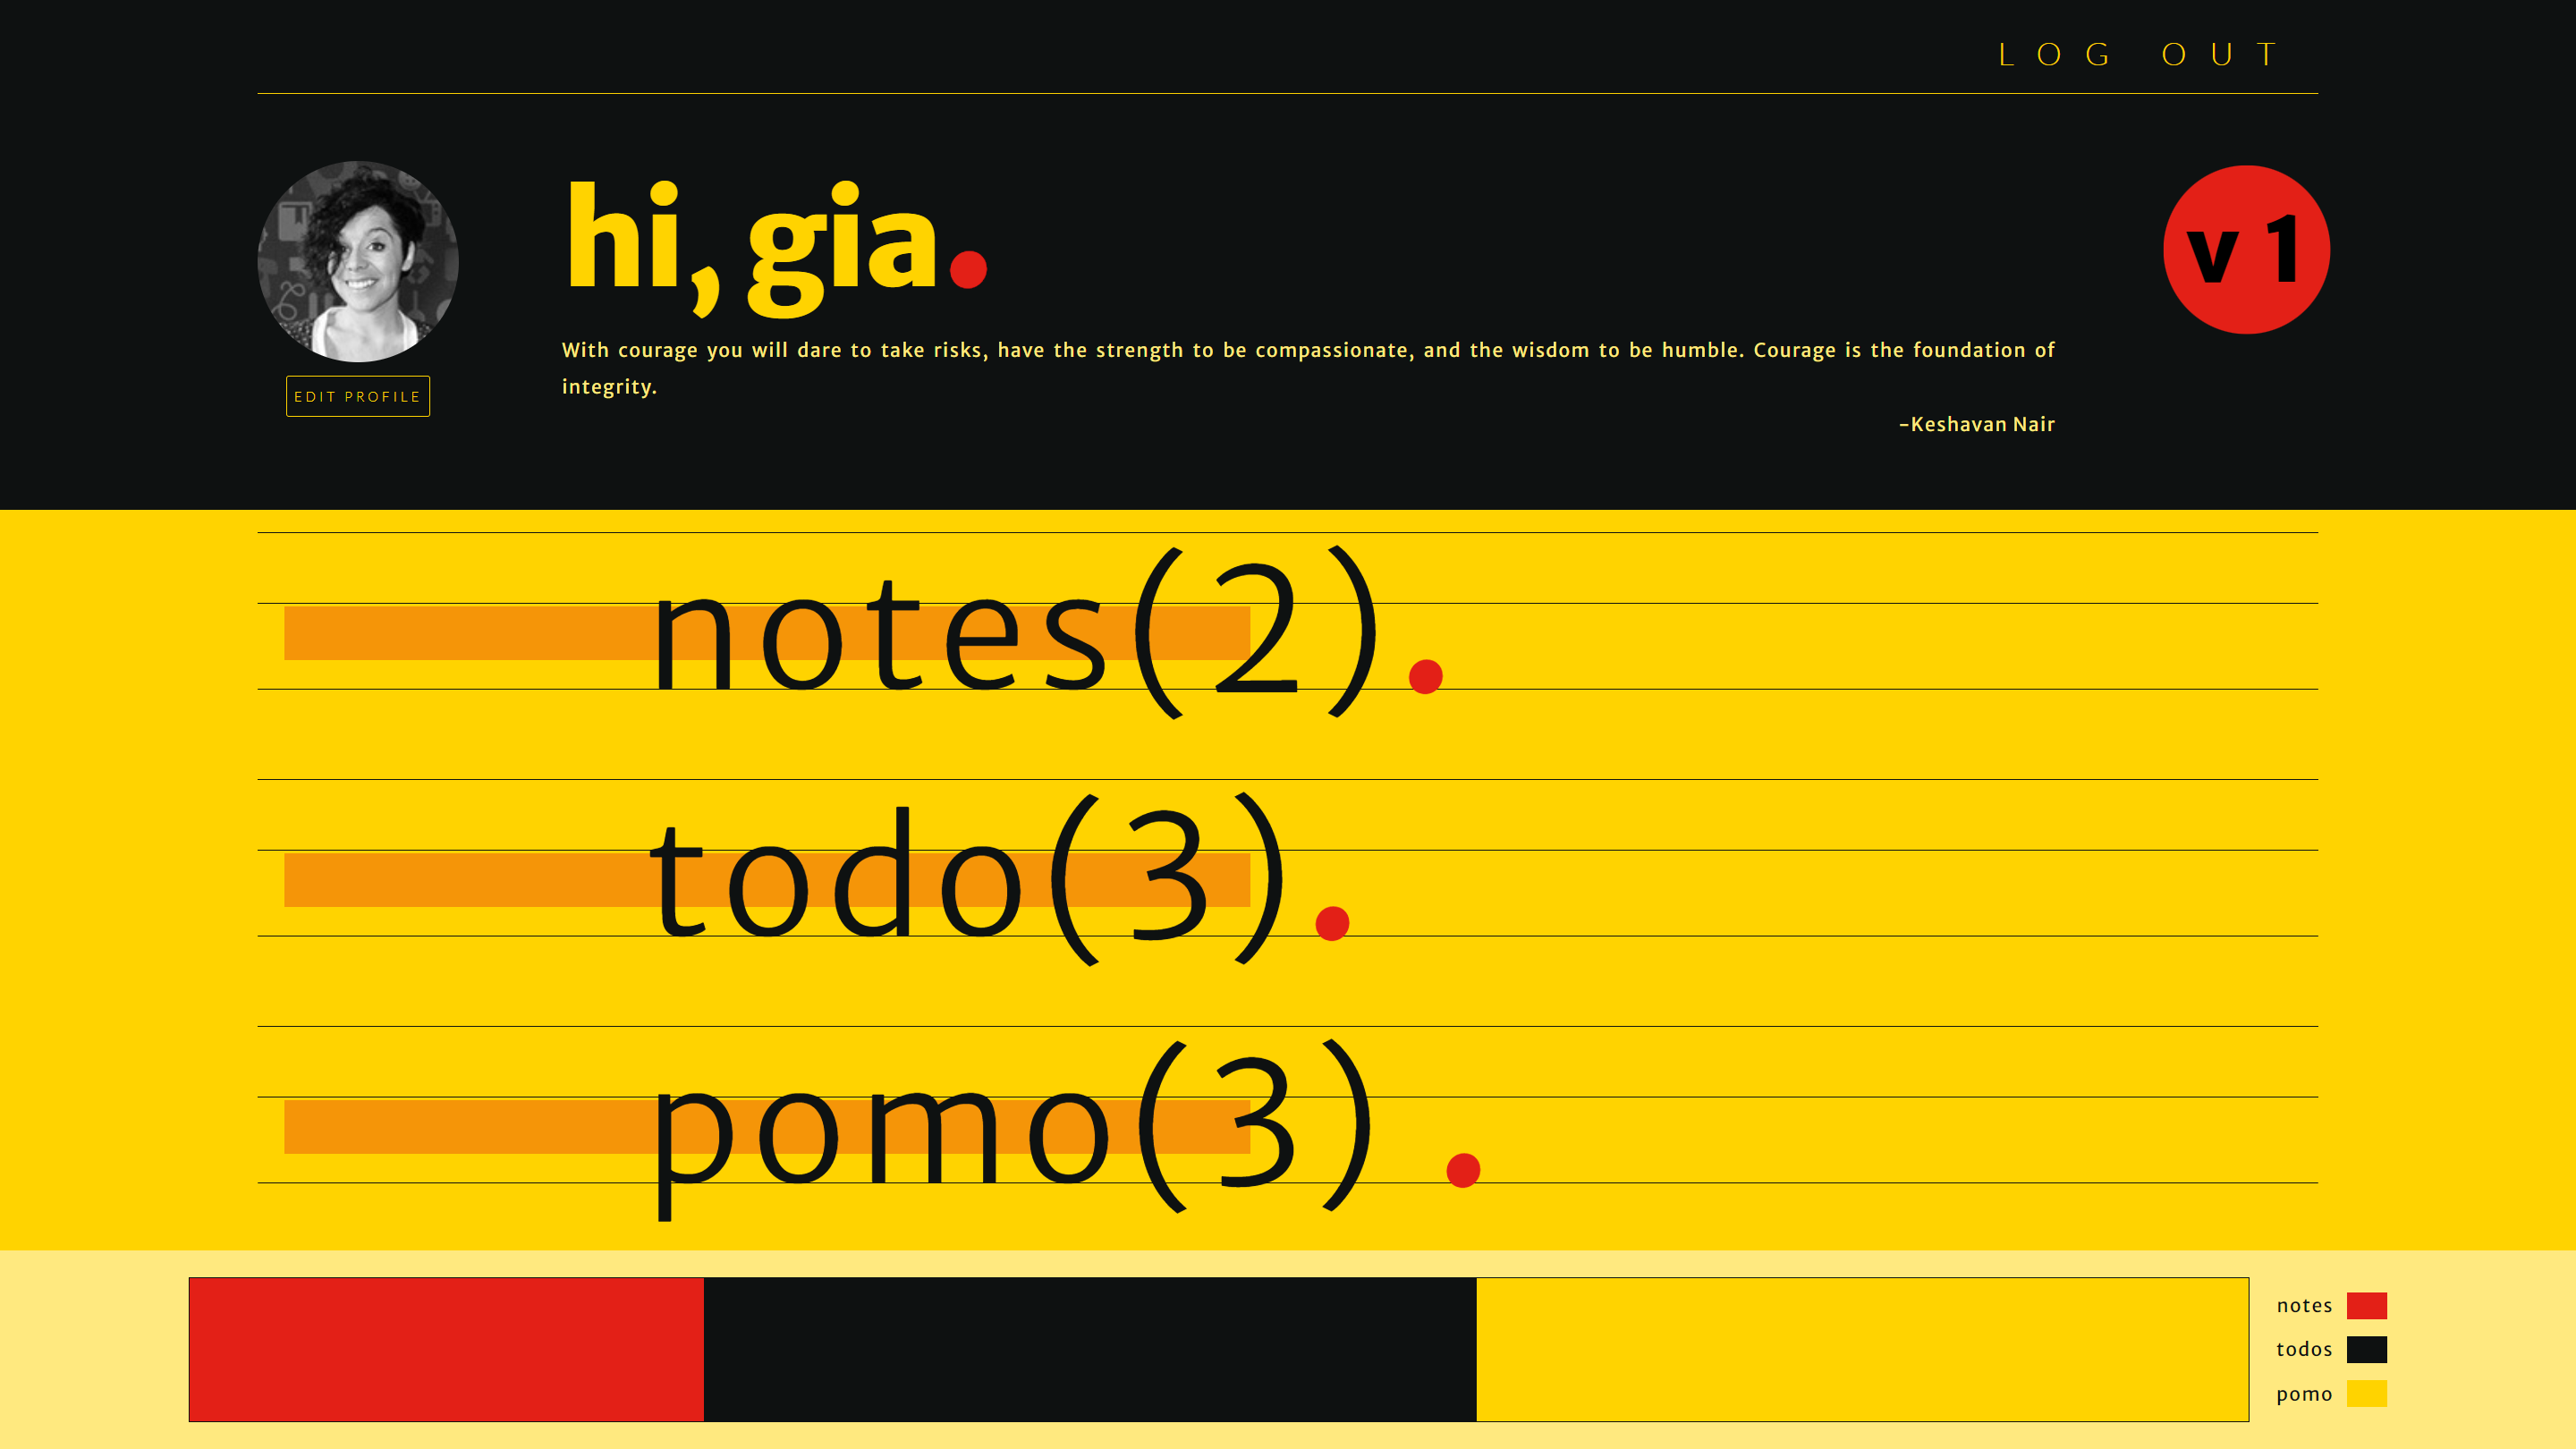 LOG OUT
hi, gia.
v 1
With courage you will dare to take risks, have the strength to be compassionate, and the wisdom to be humble. Courage is the foundation of
integrity.
EDIT PROFILE
–Keshavan Nair
notes(2).
todo(3).
pomo(3) .
notes
todos
pomo